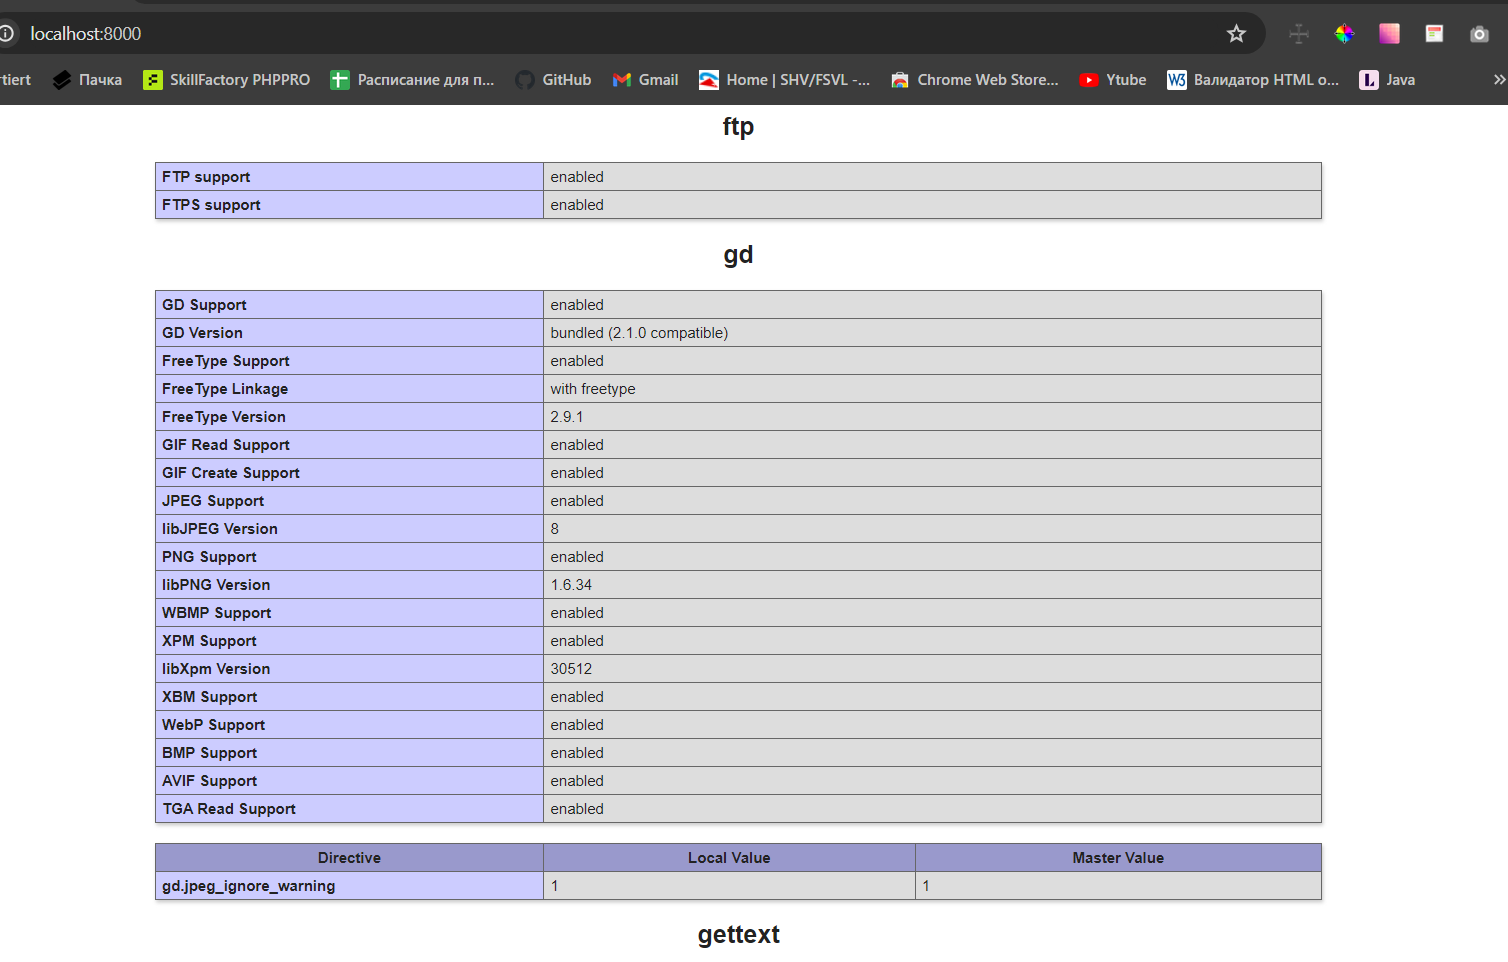 localhost:8000
tiert Пачка SkillFactory PHPPRO Расписание для п... GitHub Gmail Home | SHV/FSVL -... Chrome Web Store... Ytube Валидатор HTML о... Java
ftp
FTP support enabled
FTPS support enabled
gd
GD Support enabled
GD Version bundled (2.1.0 compatible)
FreeType Support enabled
FreeType Linkage with freetype
FreeType Version 2.9.1
GIF Read Support enabled
GIF Create Support enabled
JPEG Support enabled
libJPEG Version 8
PNG Support enabled
libPNG Version 1.6.34
WBMP Support enabled
XPM Support enabled
libXpm Version 30512
XBM Support enabled
WebP Support enabled
BMP Support enabled
AVIF Support enabled
TGA Read Support enabled
Directive Local Value Master Value
gd.jpeg_ignore_warning 1 1
gettext